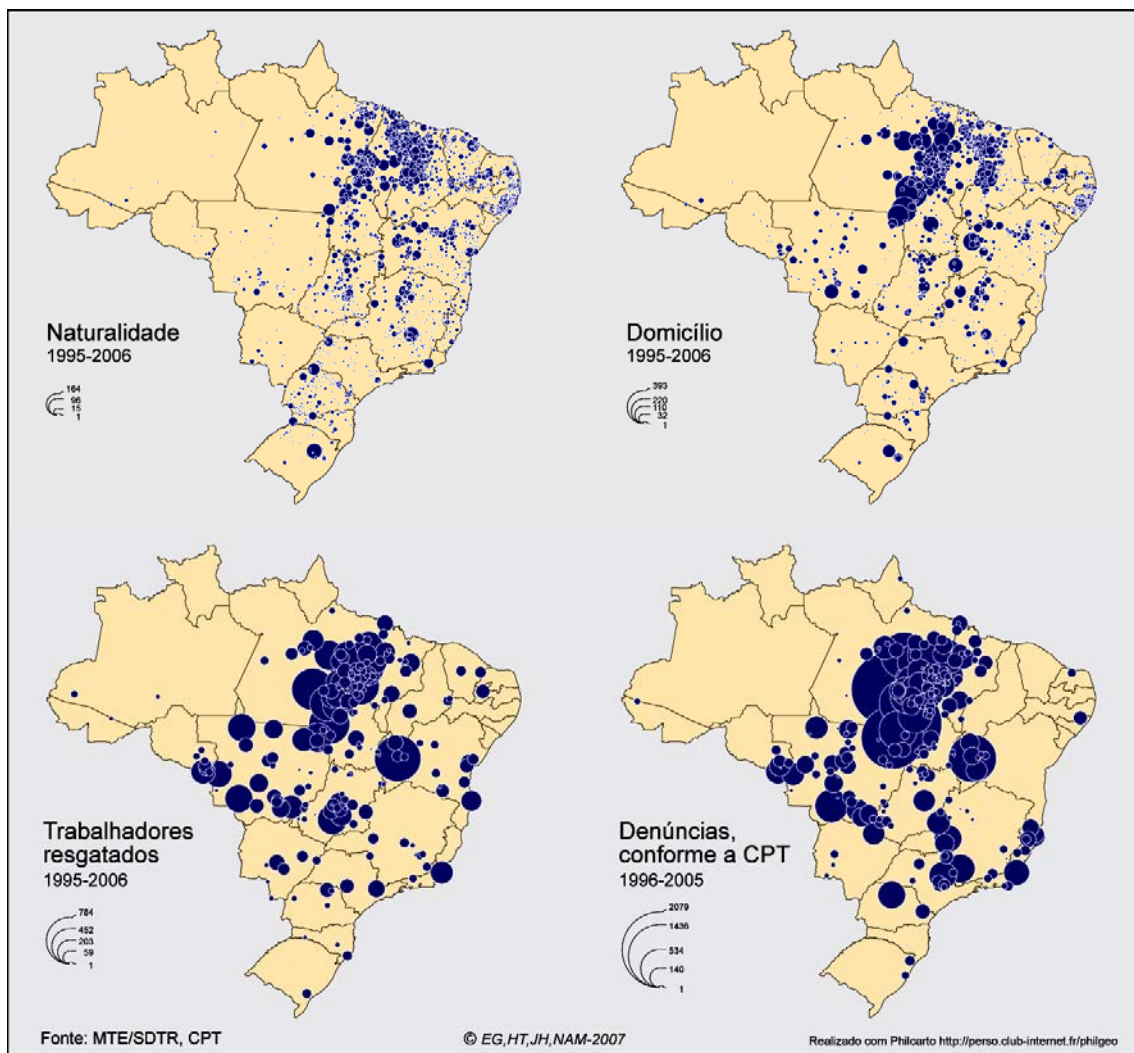 Naturalidade
1995-2006
164
96
15
1
Domicílio
1995-2006
393
220
110
32
1
Trabalhadores
resgatados
1995-2006
784
452
203
59
1
Denúncias,
conforme a CPT
1996-2005
2079
1436
534
140
1
Fonte: MTE/SDTR, CPT
© EG,HT,JH,NAM-2007
Realizado com Philcarto http://perso.club-internet.fr/philgeo